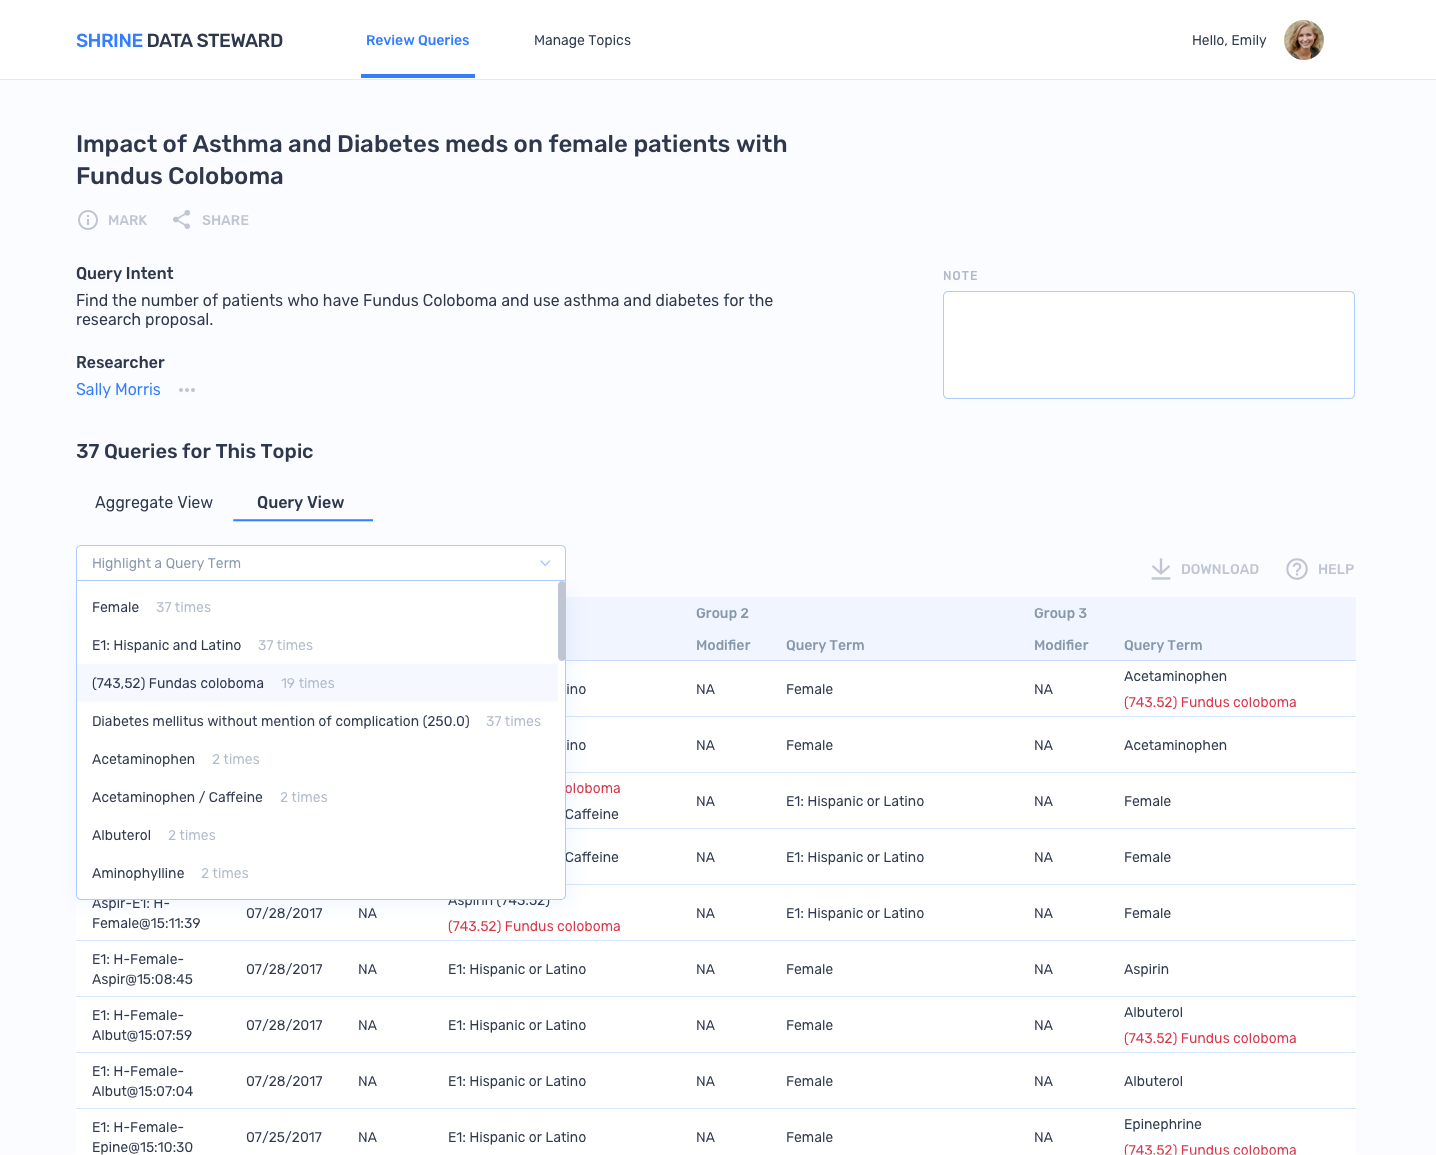 SHRINE DATA STEWARD
Review Queries
Manage Topics
Hello, Emily
Impact of Asthma and Diabetes meds on female patients with
Fundus Coloboma
MARK
SHARE
Query Intent
Find the number of patients who have Fundus Coloboma and use asthma and diabetes for the
research proposal.
NOTE
Researcher
Sally Morris
37 Queries for This Topic
Aggregate View
Query View
Highlight a Query Term
DOWNLOAD
HELP
Female 37 times
E1: Hispanic and Latino 37 times
(743,52) Fundas coloboma 19 times
Diabetes mellitus without mention of complication (250.0) 37 times
Acetaminophen 2 times
Acetaminophen / Caffeine 2 times
Albuterol 2 times
Aminophylline 2 times
Group 2 Group 3
Modifier Query Term Modifier Query Term
ino NA Female NA Acetaminophen
(743.52) Fundus coloboma
ino NA Female NA Acetaminophen
oloboma
Caffeine NA E1: Hispanic or Latino NA Female
Caffeine NA E1: Hispanic or Latino NA Female
Aspir-E1: H-
Female@15:11:39 07/28/2017 NA Aspirin (743.52)
(743.52) Fundus coloboma NA E1: Hispanic or Latino NA Female
E1: H-Female-
Aspir@15:08:45 07/28/2017 NA E1: Hispanic or Latino NA Female NA Aspirin
E1: H-Female-
Albut@15:07:59 07/28/2017 NA E1: Hispanic or Latino NA Female NA Albuterol
(743.52) Fundus coloboma
E1: H-Female-
Albut@15:07:04 07/28/2017 NA E1: Hispanic or Latino NA Female NA Albuterol
E1: H-Female-
Epine@15:10:30 07/25/2017 NA E1: Hispanic or Latino NA Female NA Epinephrine
(743.52) Fundus coloboma